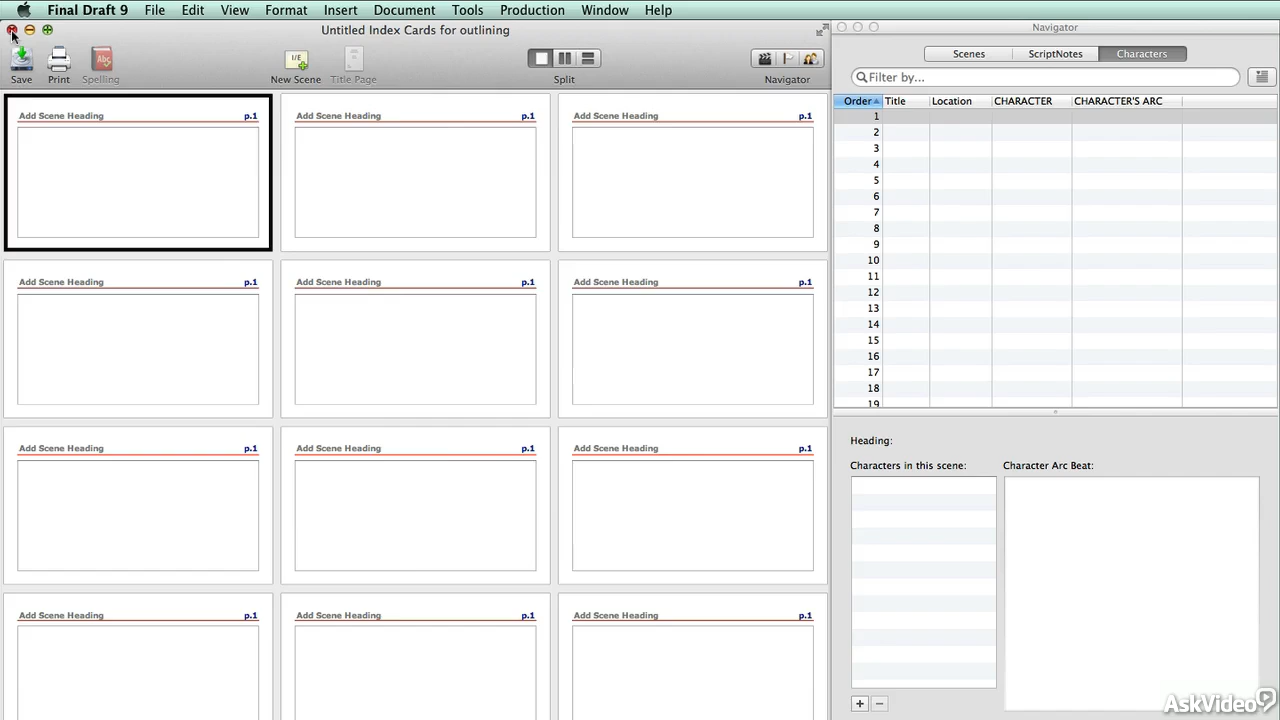 Final Draft 9 File Edit View Format Insert Document Tools Production Window Help
Untitled Index Cards for outlining
Navigator
Save Print Spelling New Scene Title Page Split Navigator
I/E
Abc
Scenes ScriptNotes Characters
Filter by...
Order Title Location CHARACTER CHARACTER'S ARC
1
2
3
4
5
6
7
8
9
10
11
12
13
14
15
16
17
18
19
Add Scene Heading p.1 Add Scene Heading p.1 Add Scene Heading p.1
Add Scene Heading p.1 Add Scene Heading p.1 Add Scene Heading p.1
Add Scene Heading p.1 Add Scene Heading p.1 Add Scene Heading p.1
Add Scene Heading p.1 Add Scene Heading p.1 Add Scene Heading p.1
Heading:
Characters in this scene: Character Arc Beat:
AskVideo